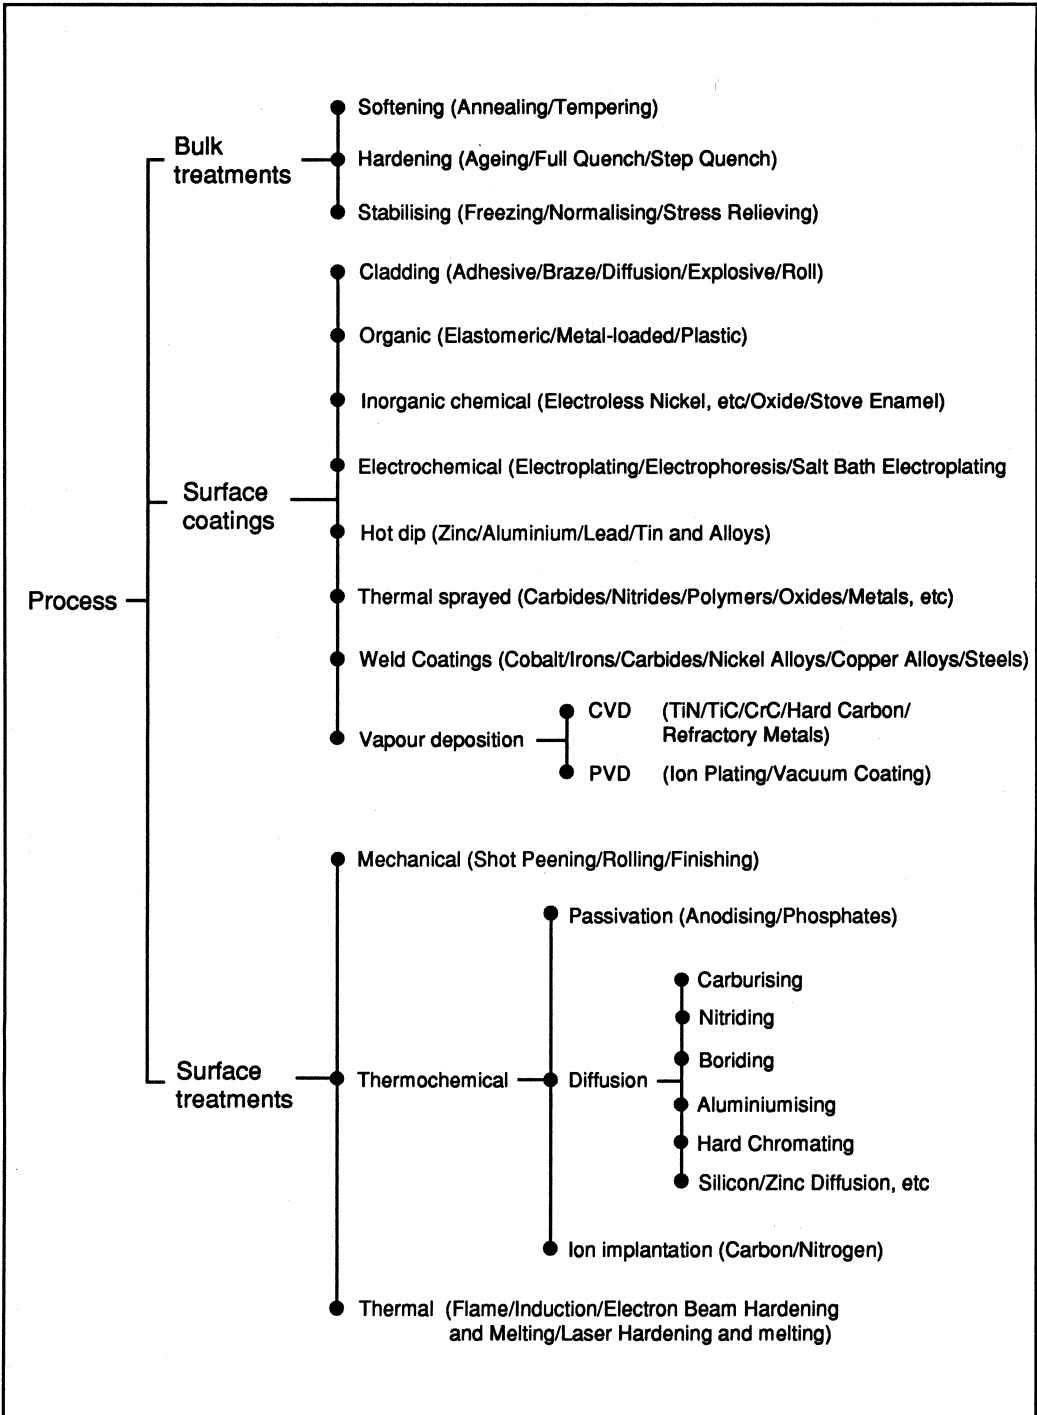 Softening (Annealing/Tempering)
Bulk
treatments
Hardening (Ageing/Full Quench/Step Quench)
Stabilising (Freezing/Normalising/Stress Relieving)
Cladding (Adhesive/Braze/Diffusion/Explosive/Roll)
Organic (Elastomeric/Metal-loaded/Plastic)
Inorganic chemical (Electroless Nickel, etc/Oxide/Stove Enamel)
Electrochemical (Electroplating/Electrophoresis/Salt Bath Electroplating
Surface
coatings
Hot dip (Zinc/Aluminium/Lead/Tin and Alloys)
Process
Thermal sprayed (Carbides/Nitrides/Polymers/Oxides/Metals, etc)
Weld Coatings (Cobalt/Irons/Carbides/Nickel Alloys/Copper Alloys/Steels)
Vapour deposition
CVD (TiN/TiC/CrC/Hard Carbon/
Refractory Metals)
PVD (Ion Plating/Vacuum Coating)
Mechanical (Shot Peening/Rolling/Finishing)
Passivation (Anodising/Phosphates)
Carburising
Nitriding
Boriding
Surface
treatments
Thermochemical
Diffusion
Aluminiumising
Hard Chromating
Silicon/Zinc Diffusion, etc
Ion implantation (Carbon/Nitrogen)
Thermal (Flame/Induction/Electron Beam Hardening
and Melting/Laser Hardening and melting)